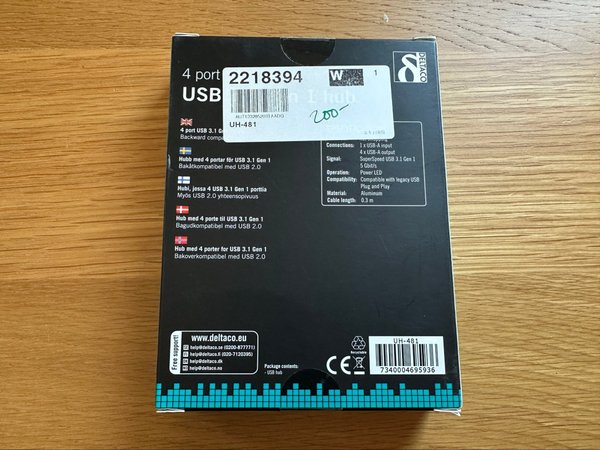 4 port
USB
2218394
W
1
200-
UH-481
DELTACO
4 port USB 3.1 Gen
Backward comp
Hubb med 4 portar för USB 3.1 Gen 1
Bakåtkompatibel med USB 2.0
Hubi, jossa 4 USB 3.1 Gen 1 porttia
Myös USB 2.0 yhteensopivuus
Hub med 4 porte til USB 3.1 Gen 1
Bagudkompatibel med USB 2.0
Hub med 4 porter for USB 3.1 Gen 1
Bakoverkompatibel med USB 2.0
Connections: 1 x USB-A input
4 x USB-A output
Signal: SuperSpeed USB 3.1 Gen 1
5 Gbit/s
Operation: Power LED
Compatibility: Compatible with legacy USB
Plug and Play
Material: Aluminum
Cable length: 0.3 m
Free support!
www.deltaco.eu
help@deltaco.se (0200-877771)
help@deltaco.fi (020-7120395)
help@deltaco.dk
help@deltaco.no
Package contents:
- USB hub
CE
Recyclable
UH-481
7340004695936